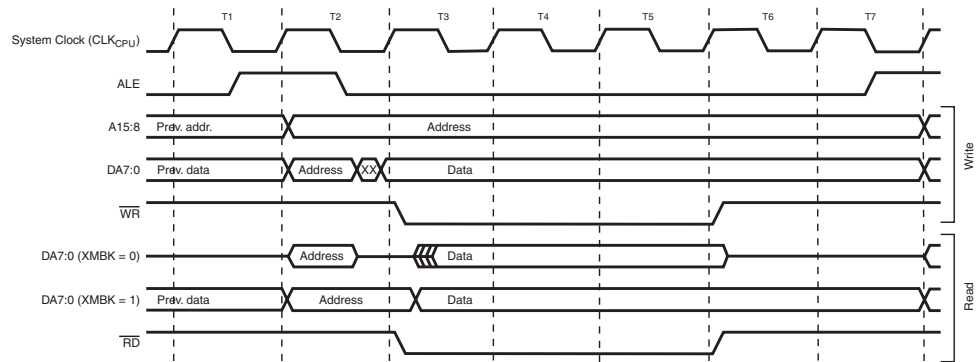 T1 T2 T3 T4 T5 T6 T7
System Clock (CLKCPU)
ALE
A15:8 Prev. addr. Address
DA7:0 Prev. data Address XX Data
WR
Write
DA7:0 (XMBK = 0) Address Data
DA7:0 (XMBK = 1) Prev. data Address Data
RD
Read